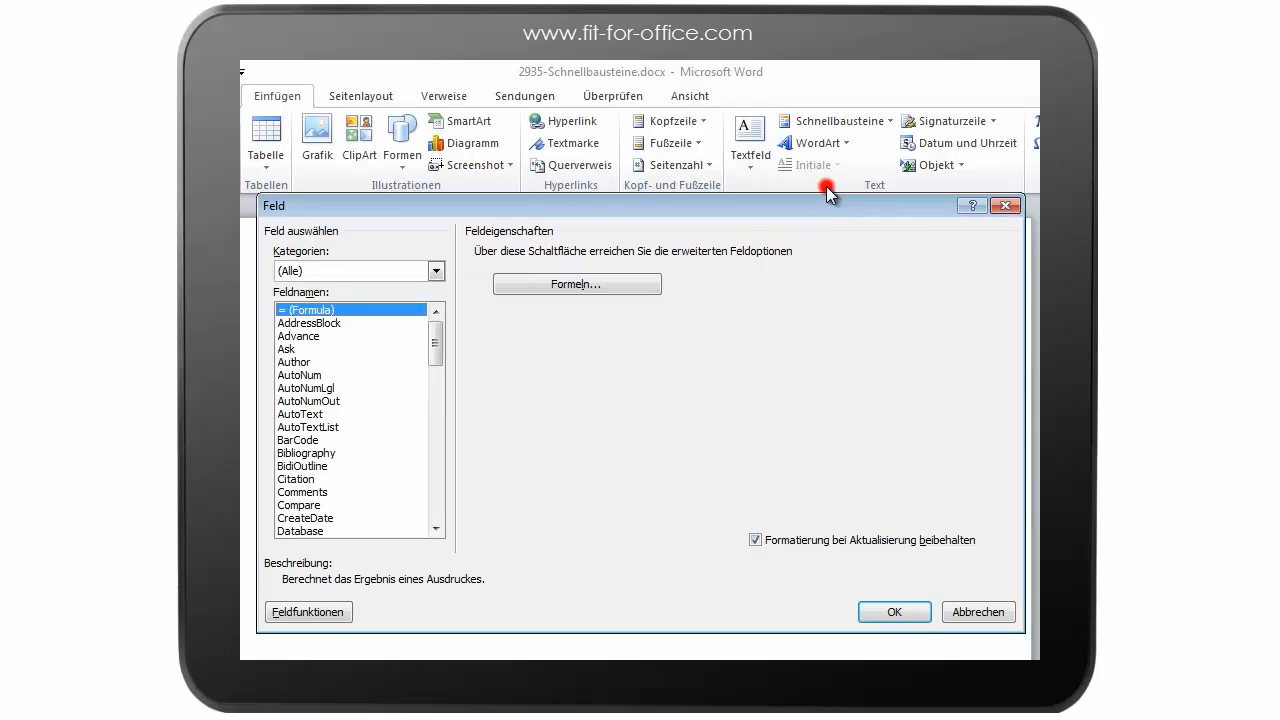 www.fit-for-office.com
2935-Schnellbausteine.docx - Microsoft Word
Einfügen Seitenlayout Verweise Sendungen Überprüfen Ansicht
Tabelle
Tabellen
Grafik ClipArt Formen
SmartArt
Diagramm
Screenshot
Illustrationen
Hyperlink
Textmarke
Querverweis
Hyperlinks
Kopfzeile
Fußzeile
Seitenzahl
Kopf- und Fußzeile
Textfeld
Schnellbausteine
WordArt
Initiale
Signaturzeile
Datum und Uhrzeit
Objekt
Text
Feld
Feld auswählen
Kategorien:
(Alle)
Feldnamen:
= (Formula)
AddressBlock
Advance
Ask
Author
AutoNum
AutoNumLgl
AutoNumOut
AutoText
AutoTextList
BarCode
Bibliography
BidiOutline
Citation
Comments
Compare
CreateDate
Database
Feldeigenschaften
Über diese Schaltfläche erreichen Sie die erweiterten Feldoptionen
Formeln...
Formatierung bei Aktualisierung beibehalten
Beschreibung:
Berechnet das Ergebnis eines Ausdruckes.
Feldfunktionen
OK
Abbrechen